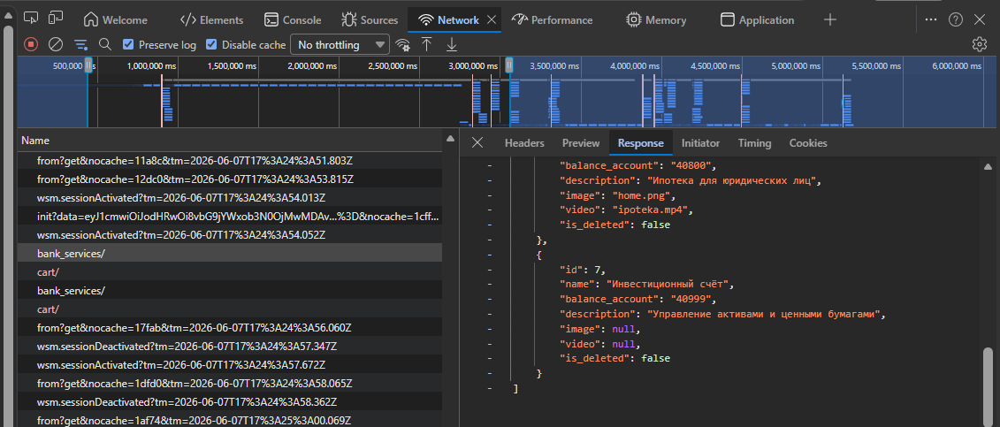 Welcome
Elements
Console
Sources
Network
Performance
Memory
Application
Preserve log
Disable cache
No throttling
500,000 ms
1,000,000 ms
1,500,000 ms
2,000,000 ms
2,500,000 ms
3,000,000 ms
3,500,000 ms
4,000,000 ms
4,500,000 ms
5,000,000 ms
5,500,000 ms
6,000,000 ms
Name
from?get&nocache=11a8c&tm=2026-06-07T17%3A24%3A51.803Z
from?get&nocache=12dc0&tm=2026-06-07T17%3A24%3A53.815Z
wsm.sessionActivated?tm=2026-06-07T17%3A24%3A54.013Z
init?data=eyJ1cmwiOiJodHRwOi8vbG9jYWxob3N0OjMwMDAv...%3D&nocache=1cff...
wsm.sessionActivated?tm=2026-06-07T17%3A24%3A54.052Z
bank_services/
cart/
bank_services/
cart/
from?get&nocache=17fab&tm=2026-06-07T17%3A24%3A56.060Z
wsm.sessionDeactivated?tm=2026-06-07T17%3A24%3A57.347Z
wsm.sessionActivated?tm=2026-06-07T17%3A24%3A57.672Z
from?get&nocache=1dfd0&tm=2026-06-07T17%3A24%3A58.065Z
wsm.sessionDeactivated?tm=2026-06-07T17%3A24%3A58.362Z
from?get&nocache=1af74&tm=2026-06-07T17%3A25%3A00.069Z
Headers
Preview
Response
Initiator
Timing
Cookies
- "balance_account": "40800",
- "description": "Ипотека для юридических лиц",
- "image": "home.png",
- "video": "ipoteka.mp4",
- "is_deleted": false
- },
- {
- "id": 7,
- "name": "Инвестиционный счёт",
- "balance_account": "40999",
- "description": "Управление активами и ценными бумагами",
- "image": null,
- "video": null,
- "is_deleted": false
- }
- ]